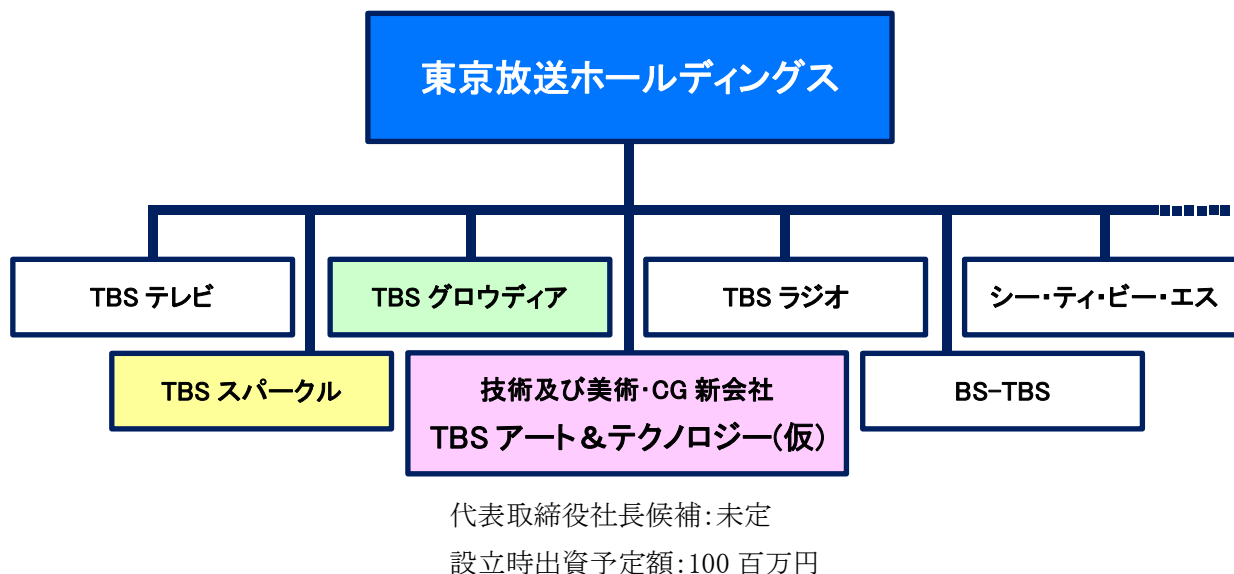 東京放送ホールディングス
TBS テレビ
TBS グロウディア
TBS ラジオ
シー・ティ・ビー・エス
TBS スパークル
技術及び美術・CG 新会社
TBS アート＆テクノロジー(仮)
BS-TBS
代表取締役社長候補:未定
設立時出資予定額:100 百万円